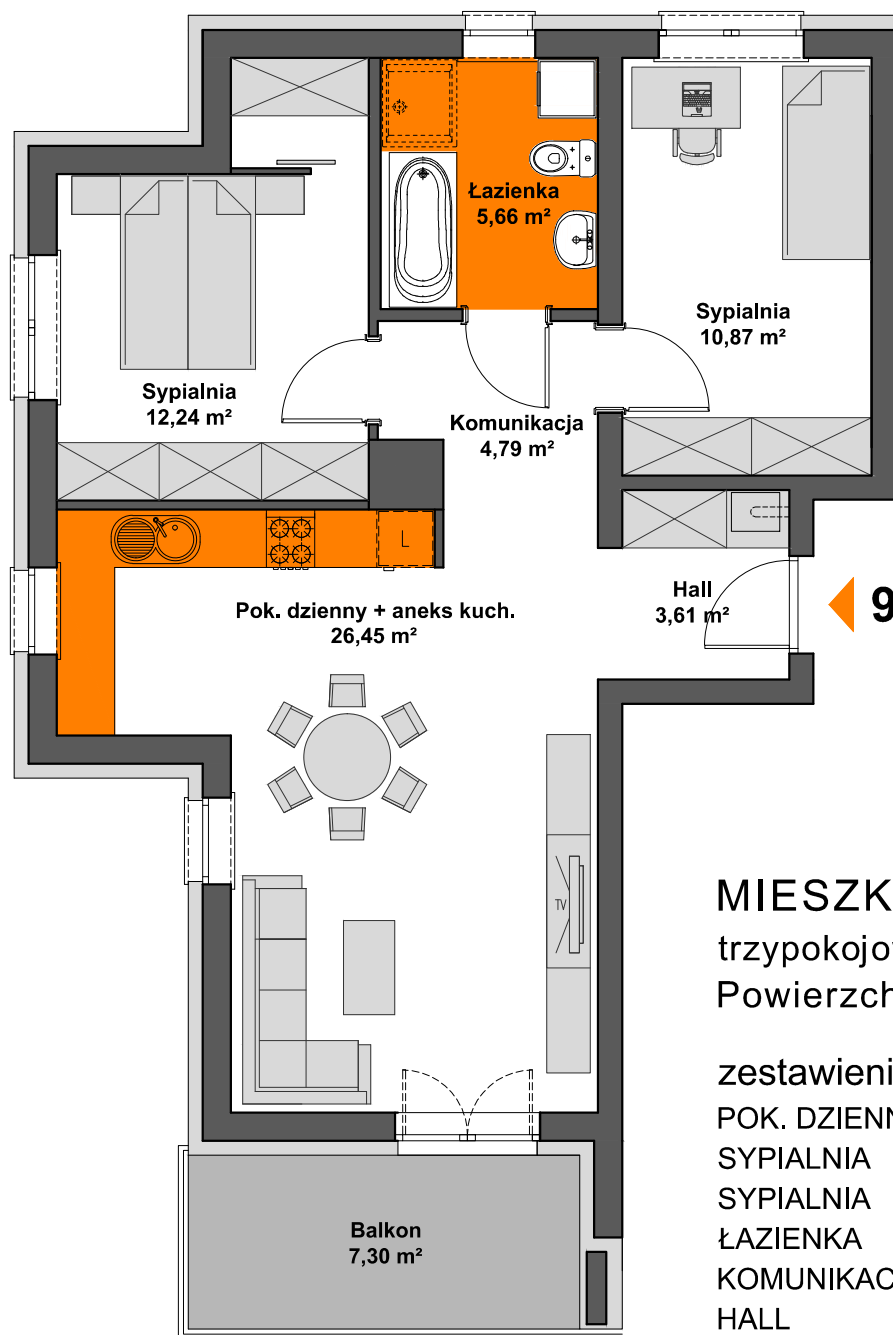 Łazienka
5,66 m²
Sypialnia
10,87 m²
Sypialnia
12,24 m²
Komunikacja
4,79 m²
L
Hall
3,61 m²
9
Pok. dzienny + aneks kuch.
26,45 m²
TV
MIESZK
trzypokojo
Powierzch
zestawieni
POK. DZIENN
SYPIALNIA
SYPIALNIA
ŁAZIENKA
KOMUNIKAC
HALL
Balkon
7,30 m²